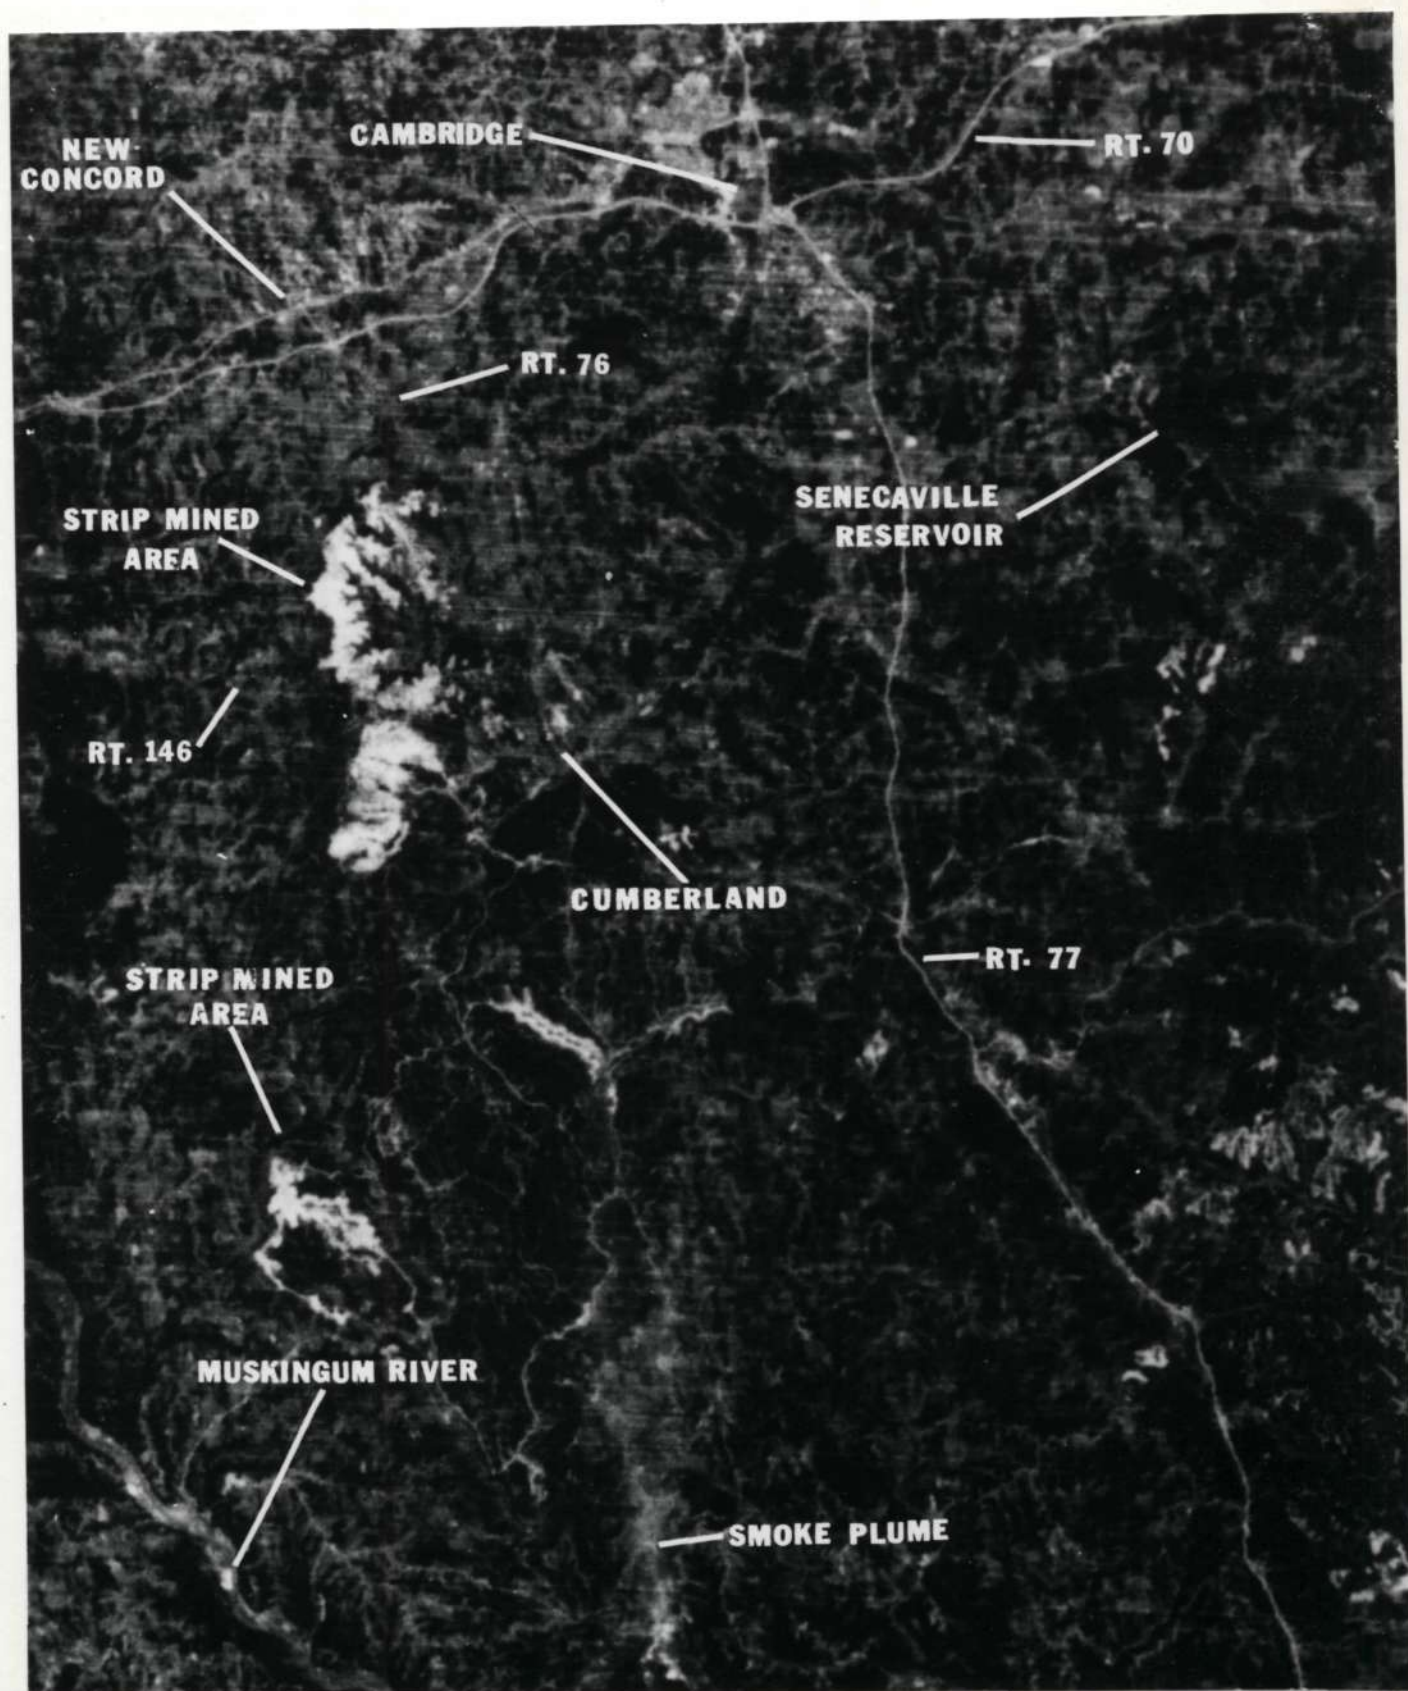 CAMBRIDGE
RT. 70
NEW
CONCORD
RT. 76
SENECAVILLE
RESERVOIR
STRIP MINED
AREA
RT. 146
CUMBERLAND
RT. 77
STRIP MINED
AREA
MUSKINGUM RIVER
SMOKE PLUME